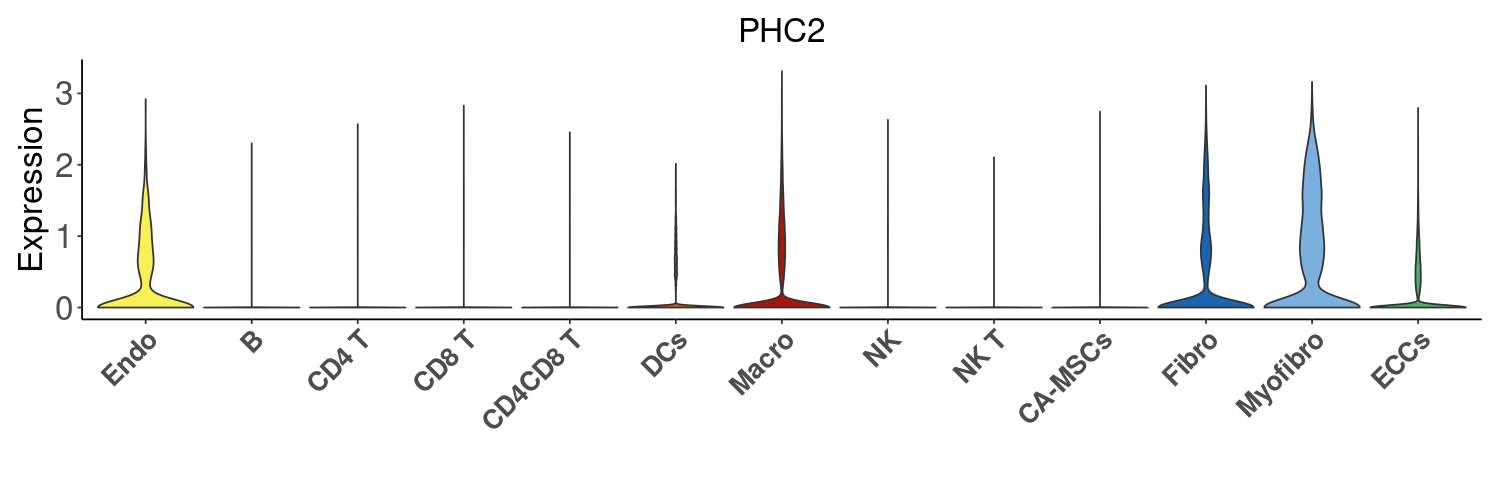 PHC2
Expression
3
2
1
0
Endo
B
CD4 T
CD8 T
CD4CD8 T
DCs
Macro
NK
NK T
CA-MSCs
Fibro
Myofibro
ECCs